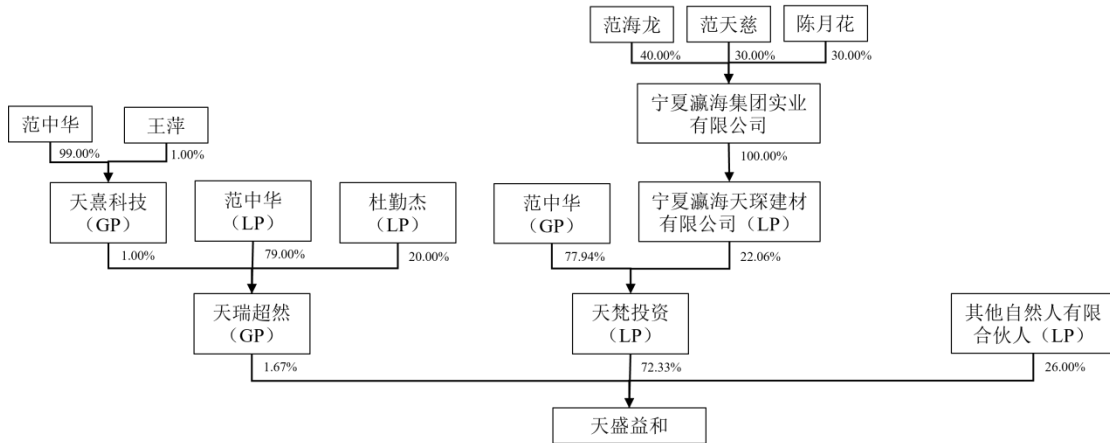 范海龙
范天慈
陈月花
40.00%
30.00%
30.00%
宁夏瀛海集团实业
有限公司
范中华
王萍
99.00%
1.00%
100.00%
天熹科技
（GP）
范中华
（LP）
杜勤杰
（LP）
范中华
（GP）
宁夏瀛海天琛建材
有限公司（LP）
1.00%
79.00%
20.00%
77.94%
22.06%
天瑞超然
（GP）
天梵投资
（LP）
其他自然人有限
合伙人（LP）
1.67%
72.33%
26.00%
天盛益和